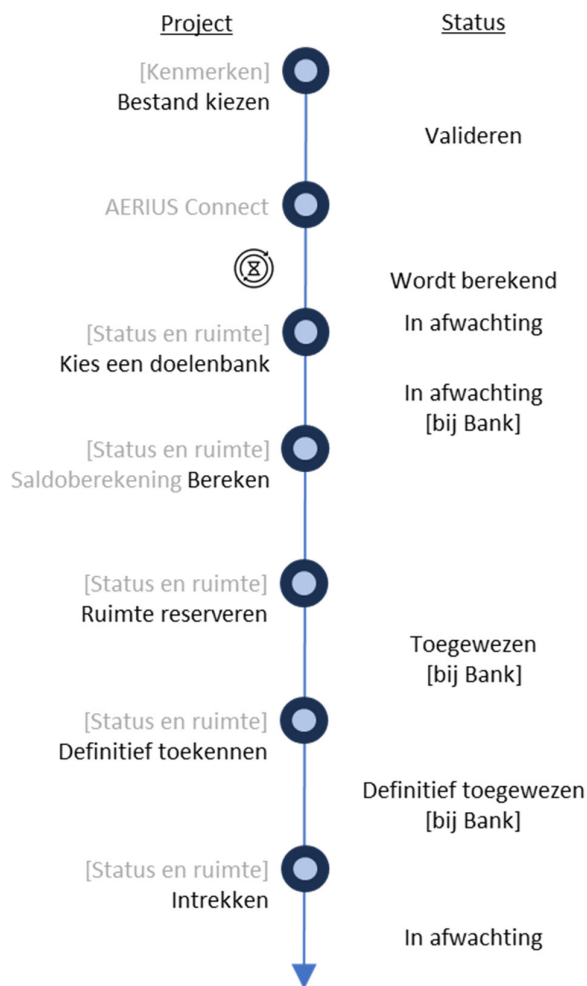 Project
Status
[Kenmerken]
Bestand kiezen
Valideren
AERIUS Connect
Wordt berekend
In afwachting
[Status en ruimte]
Kies een doelenbank
In afwachting
[bij Bank]
[Status en ruimte]
Saldoberekening Bereken
[Status en ruimte]
Ruimte reserveren
Toegewezen
[bij Bank]
[Status en ruimte]
Definitief toekennen
Definitief toegewezen
[bij Bank]
[Status en ruimte]
Intrekken
In afwachting